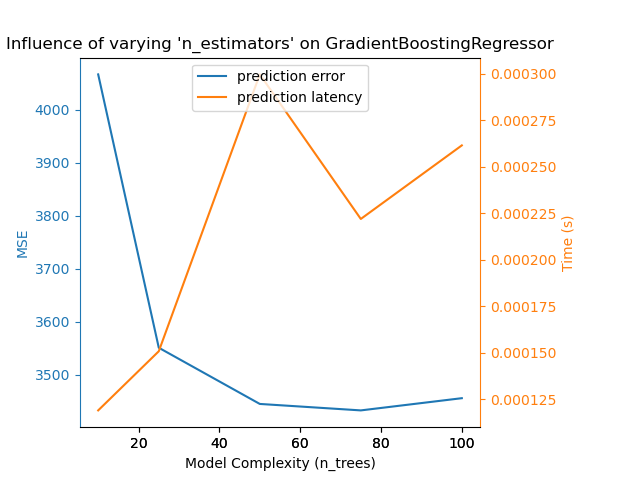 Influence of varying 'n_estimators' on GradientBoostingRegressor
prediction error
prediction latency
4000
3900
3800
3700
3600
3500
MSE
0.000300
0.000275
0.000250
0.000225
0.000200
0.000175
0.000150
0.000125
Time (s)
20 40 60 80 100
Model Complexity (n_trees)